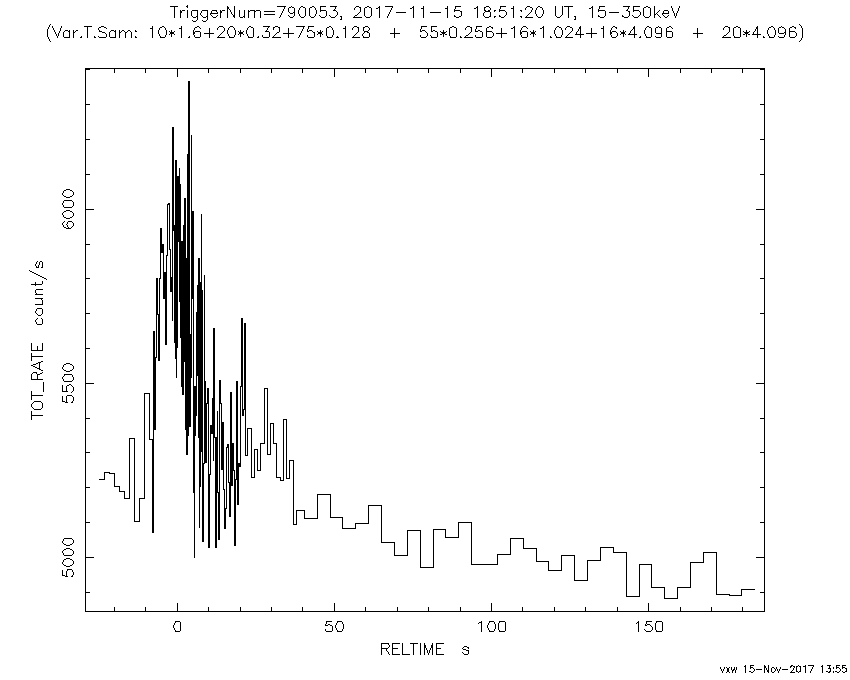 TriggerNum=790053, 2017-11-15 18:51:20 UT, 15-350keV
(Var.T.Sam: 10*1.6+20*0.32+75*0.128 + 55*0.256+16*1.024+16*4.096 + 20*4.096)
6000
5500
5000
TOT_RATE count/s
0 50 100 150
RELTIME s
vxw 15-Nov-2017 13:55